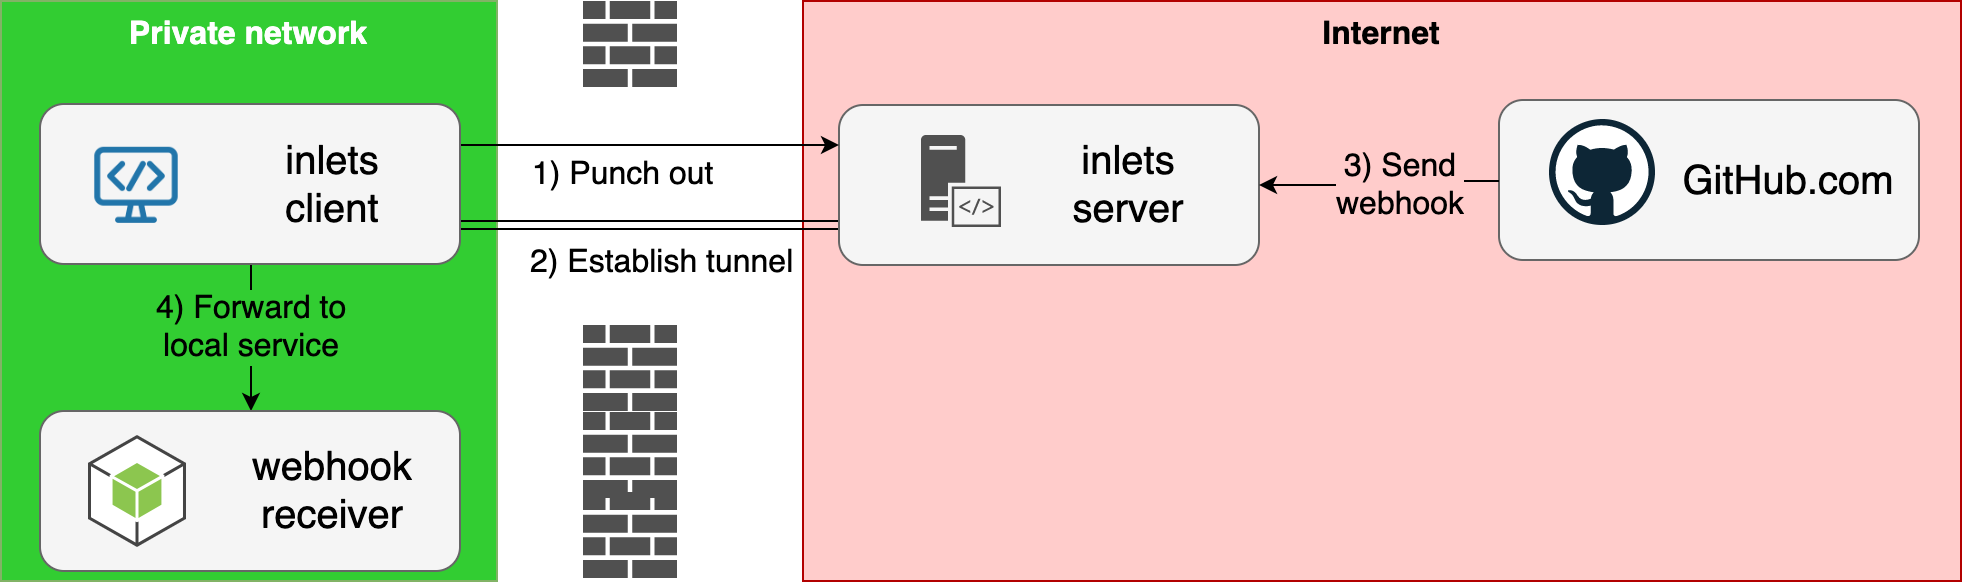 Private network
Internet
inlets
client
1) Punch out
2) Establish tunnel
inlets
server
</>
3) Send
webhook
GitHub.com
4) Forward to
local service
webhook
receiver